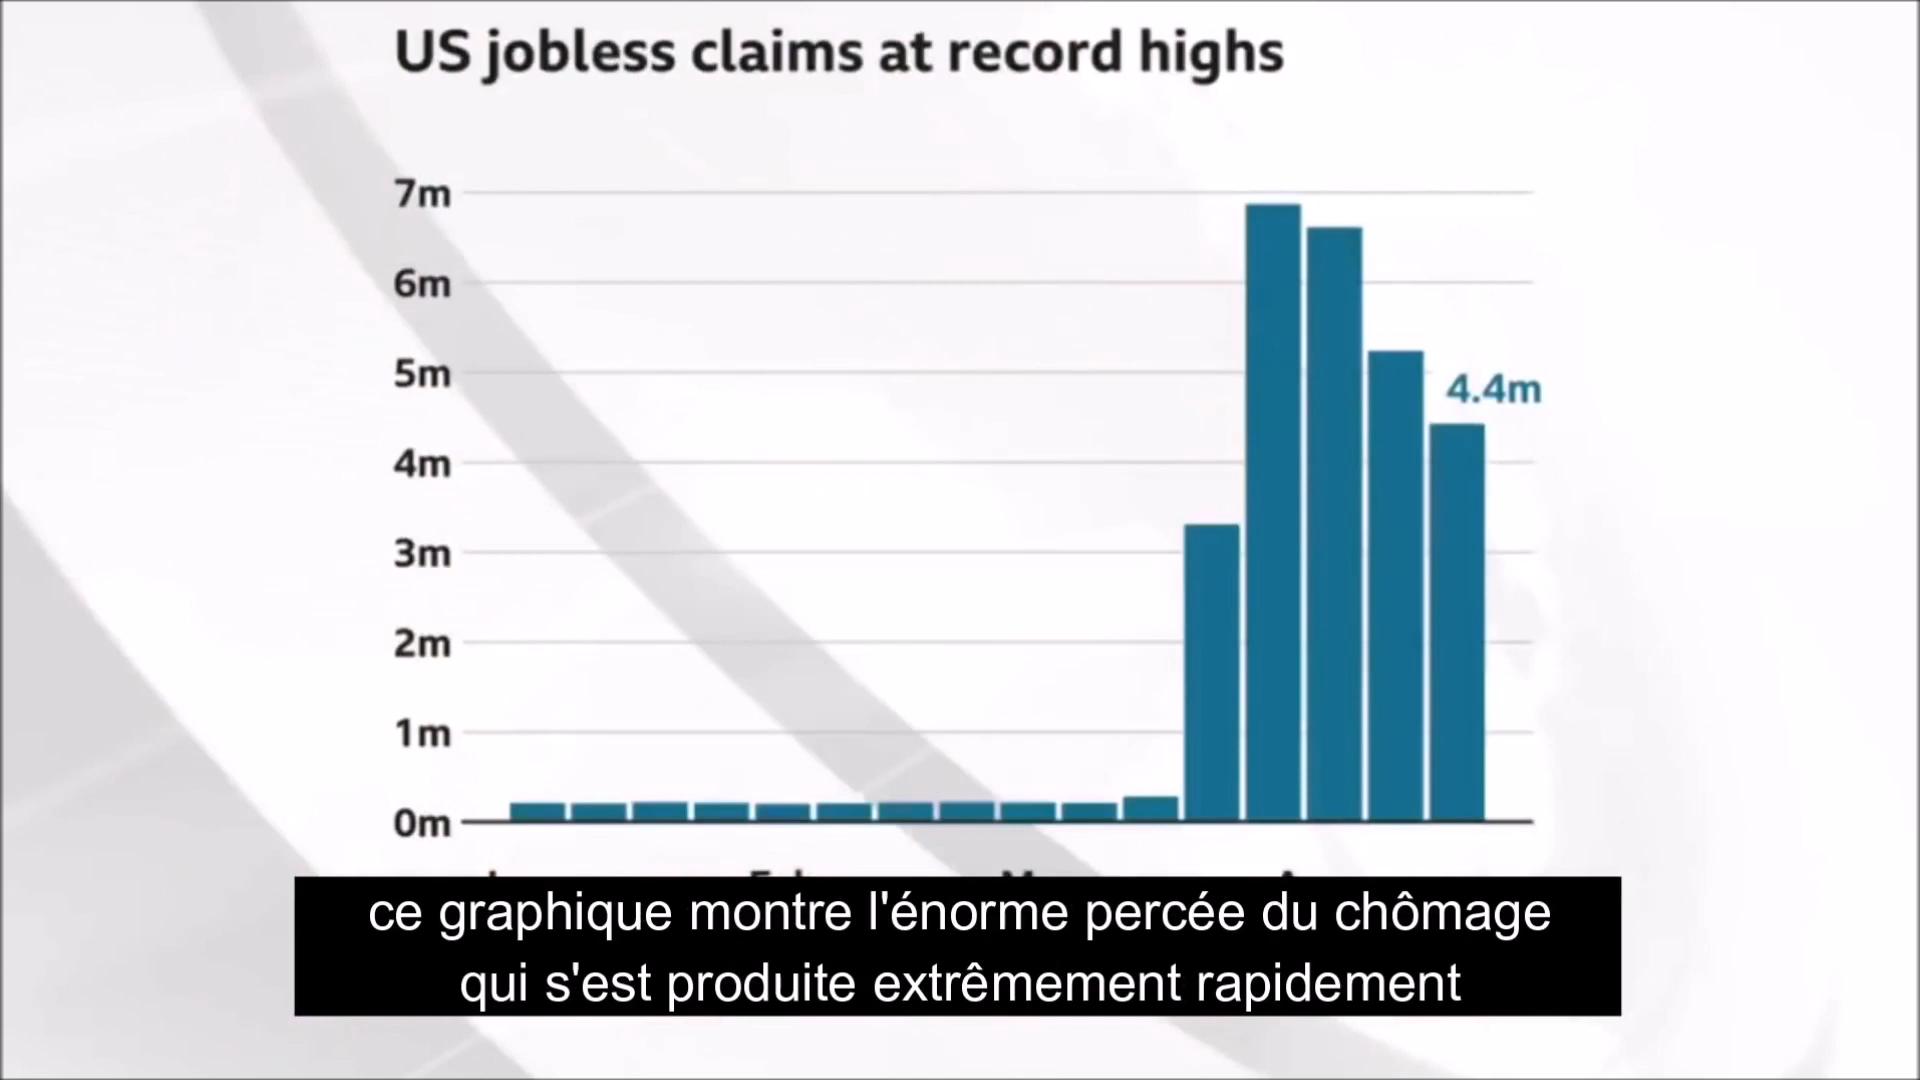 US jobless claims at record highs
7m
6m
5m
4.4m
4m
3m
2m
1m
0m
ce graphique montre l'énorme percée du chômage
qui s'est produite extrêmement rapidement